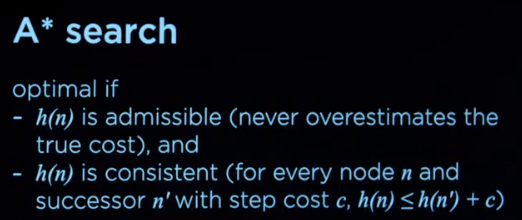 A* search
optimal if
- h(n) is admissible (never overestimates the
true cost), and
- h(n) is consistent (for every node n and
successor n' with step cost c, h(n) ≤ h(n') + c)